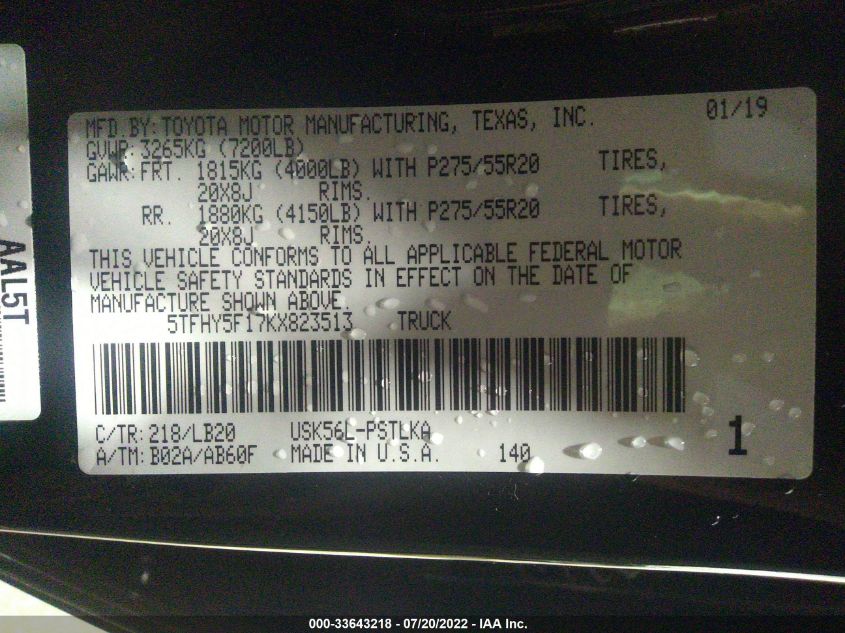 MFD.BY:TOYOTA MOTOR MANUFACTURING, TEXAS, INC. 01/19
GVWR:3265KG (7200LB)
GAWR:FRT. 1815KG (4000LB) WITH P275/55R20 TIRES,
20X8J RIMS.
RR. 1880KG (4150LB) WITH P275/55R20 TIRES,
20X8J RIMS.
THIS VEHICLE CONFORMS TO ALL APPLICABLE FEDERAL MOTOR
VEHICLE SAFETY STANDARDS IN EFFECT ON THE DATE OF
MANUFACTURE SHOWN ABOVE.
5TFHY5F17KX823513 TRUCK
C/TR:218/LB20 USK56L-PSTLKA
A/TM:B02A/AB60F MADE IN U.S.A. 140
1
AAL5T
000-33643218 - 07/20/2022 - IAA Inc.